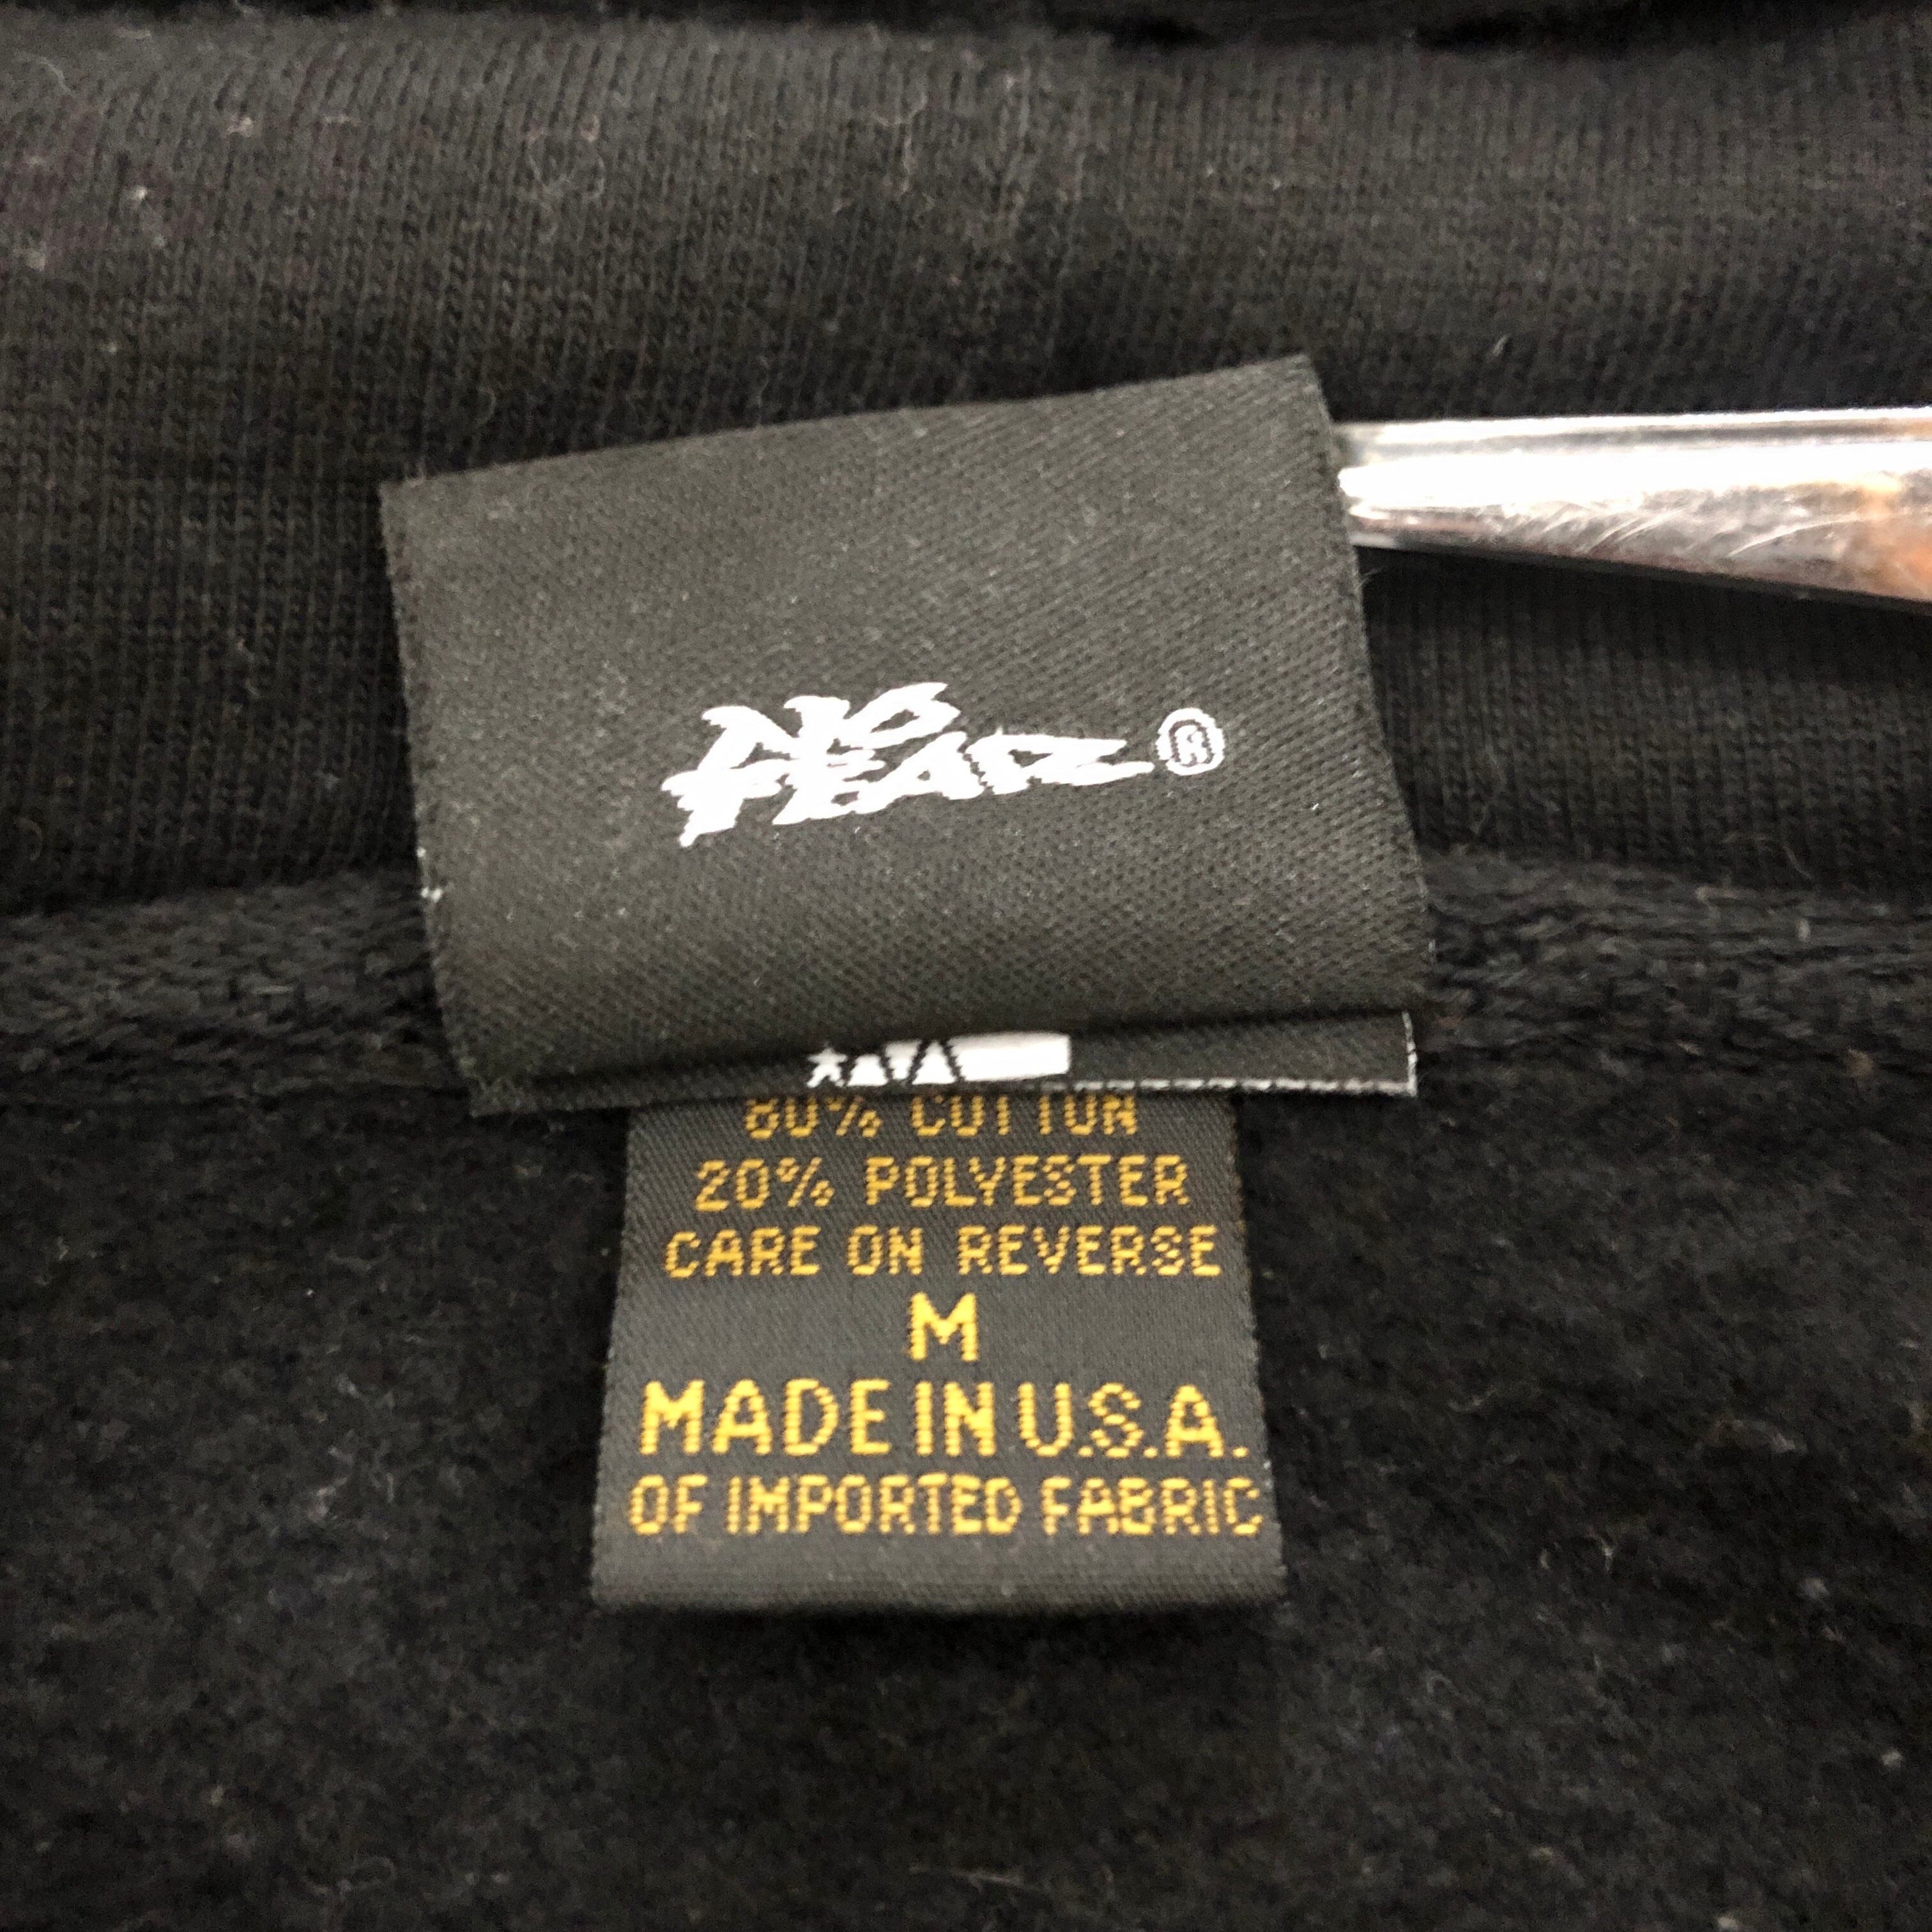 NO
FEAR®
80% COTTON
20% POLYESTER
CARE ON REVERSE
M
MADE IN U.S.A.
OF IMPORTED FABRIC